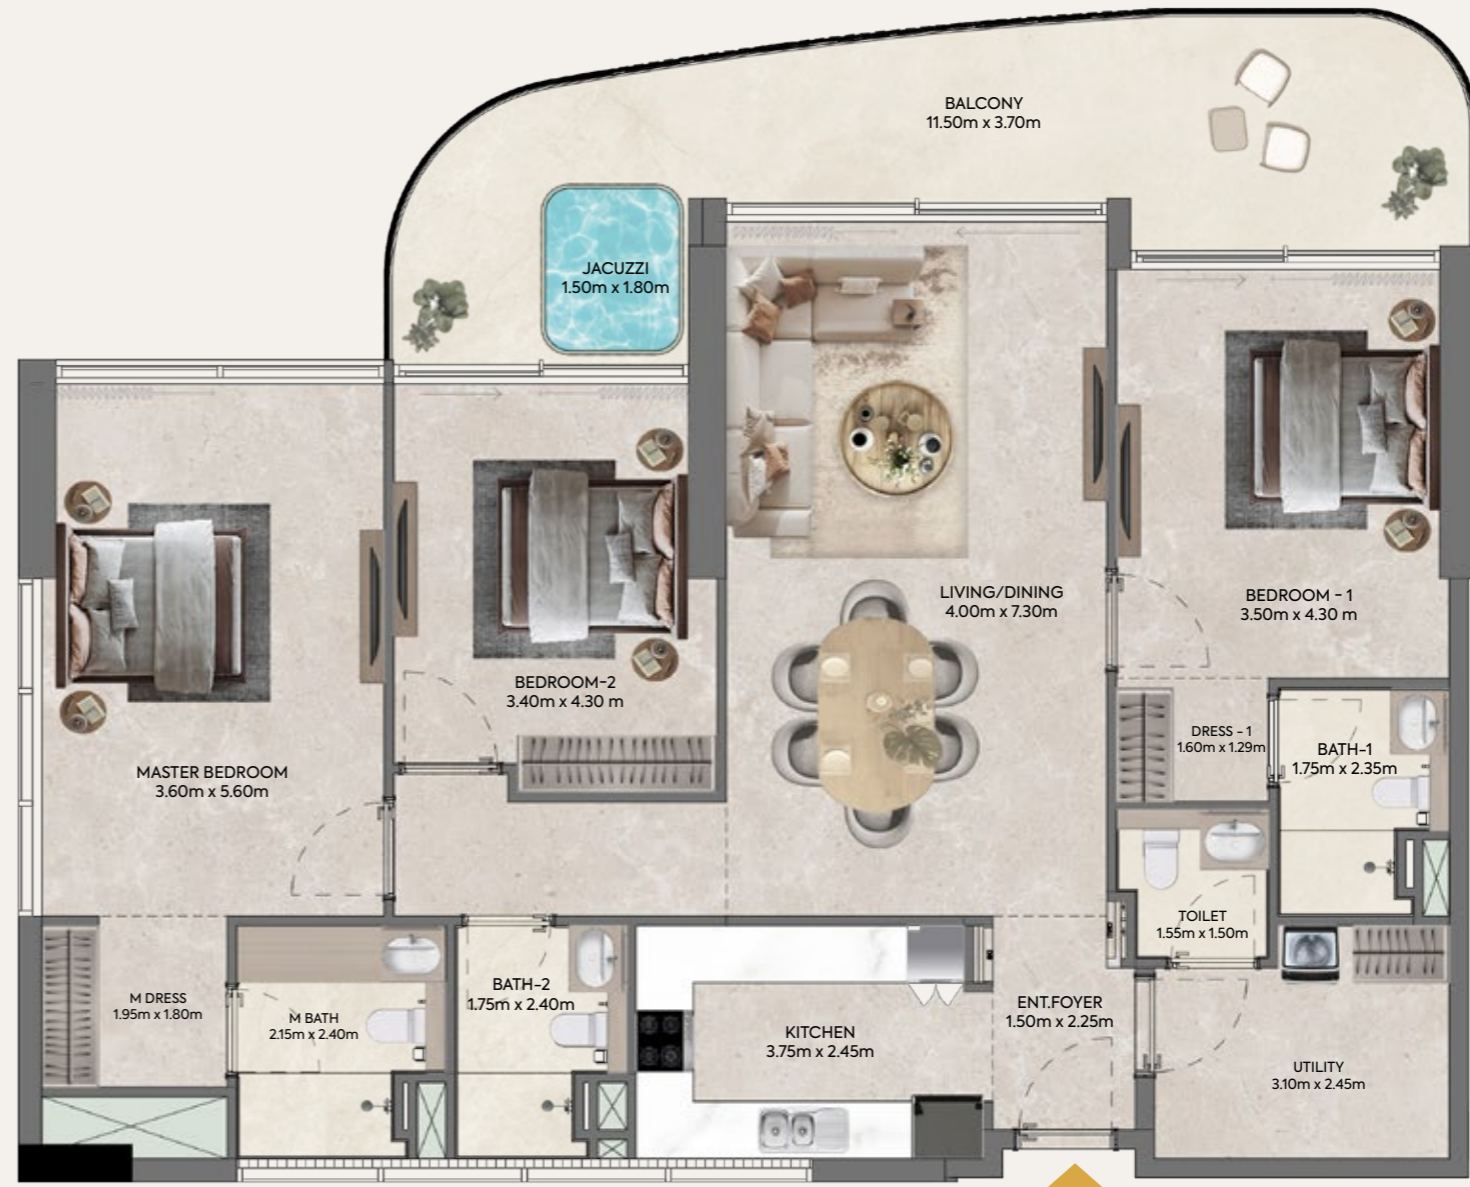 BALCONY
11.50m x 3.70m
JACUZZI
1.50m x 1.80m
LIVING/DINING
4.00m x 7.30m
BEDROOM - 1
3.50m x 4.30 m
BEDROOM-2
3.40m x 4.30 m
MASTER BEDROOM
3.60m x 5.60m
DRESS - 1
1.60m x 1.29m
BATH-1
1.75m x 2.35m
TOILET
1.55m x 1.50m
M DRESS
1.95m x 1.80m
M BATH
2.15m x 2.40m
BATH-2
1.75m x 2.40m
KITCHEN
3.75m x 2.45m
ENT.FOYER
1.50m x 2.25m
UTILITY
3.10m x 2.45m